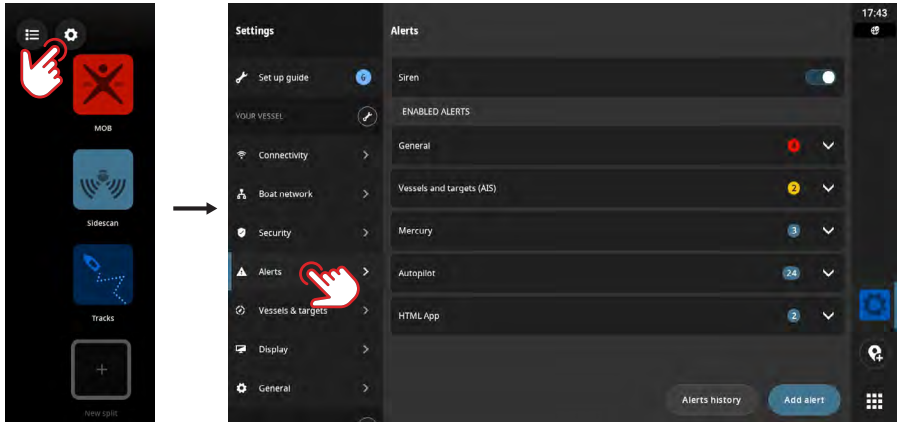 MOB
Sidescan
Tracks
+
New split
Settings
Set up guide 6
YOUR VESSEL
Connectivity
Boat network
Security
Alerts
Vessels & targets
Display
General
Alerts
Siren
ENABLED ALERTS
General 4
Vessels and targets (AIS) 2
Mercury 3
Autopilot 24
HTML App 2
Alerts history
Add alert
17:43